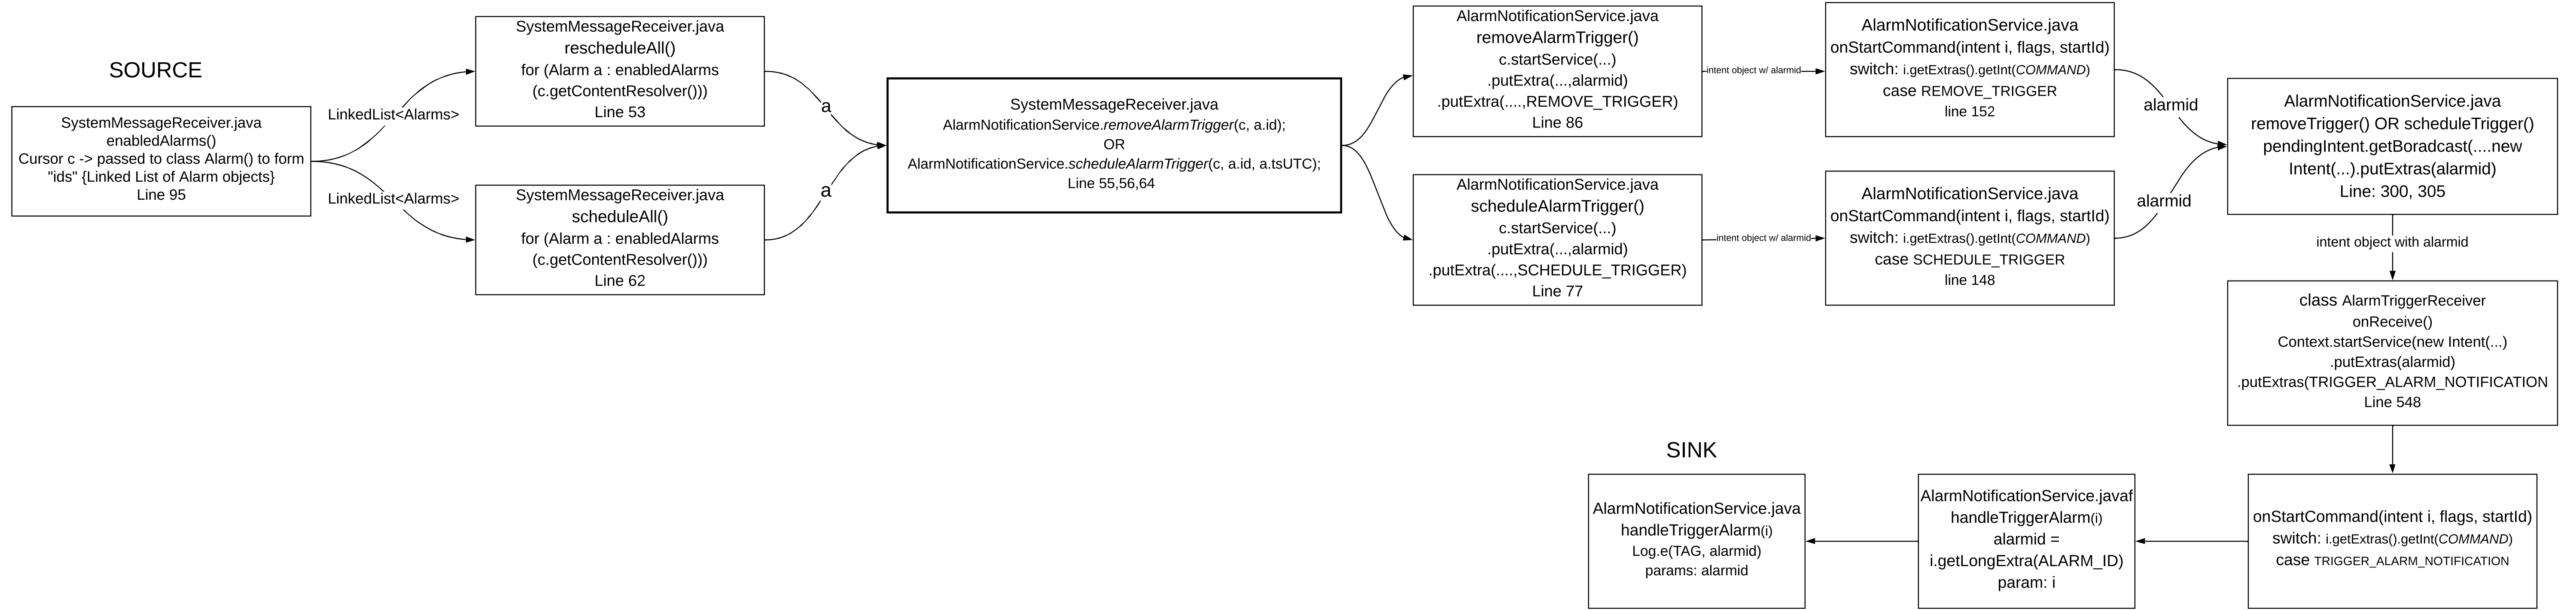 SOURCE
SystemMessageReceiver.java
enabledAlarms()
Cursor c -> passed to class Alarm() to form
"ids" {Linked List of Alarm objects}
Line 95
LinkedList<Alarms>
LinkedList<Alarms>
SystemMessageReceiver.java
rescheduleAll()
for (Alarm a : enabledAlarms
(c.getContentResolver()))
Line 53
SystemMessageReceiver.java
scheduleAll()
for (Alarm a : enabledAlarms
(c.getContentResolver()))
Line 62
a
a
SystemMessageReceiver.java
AlarmNotificationService.removeAlarmTrigger(c, a.id);
OR
AlarmNotificationService.scheduleAlarmTrigger(c, a.id, a.tsUTC);
Line 55,56,64
AlarmNotificationService.java
removeAlarmTrigger()
c.startService(...)
.putExtra(...,alarmid)
.putExtra(....,REMOVE_TRIGGER)
Line 86
AlarmNotificationService.java
scheduleAlarmTrigger()
c.startService(...)
.putExtra(...,alarmid)
.putExtra(....,SCHEDULE_TRIGGER)
Line 77
intent object w/ alarmid
intent object w/ alarmid
AlarmNotificationService.java
onStartCommand(intent i, flags, startId)
switch: i.getExtras().getInt(COMMAND)
case REMOVE_TRIGGER
line 152
AlarmNotificationService.java
onStartCommand(intent i, flags, startId)
switch: i.getExtras().getInt(COMMAND)
case SCHEDULE_TRIGGER
line 148
alarmid
alarmid
AlarmNotificationService.java
removeTrigger() OR scheduleTrigger()
pendingIntent.getBoradcast(....new
Intent(...).putExtras(alarmid)
Line: 300, 305
intent object with alarmid
class AlarmTriggerReceiver
onReceive()
Context.startService(new Intent(...)
.putExtras(alarmid)
.putExtras(TRIGGER_ALARM_NOTIFICATION
Line 548
onStartCommand(intent i, flags, startId)
switch: i.getExtras().getInt(COMMAND)
case TRIGGER_ALARM_NOTIFICATION
AlarmNotificationService.javaf
handleTriggerAlarm(i)
alarmid =
i.getLongExtra(ALARM_ID)
param: i
SINK
AlarmNotificationService.java
handleTriggerAlarm(i)
Log.e(TAG, alarmid)
params: alarmid